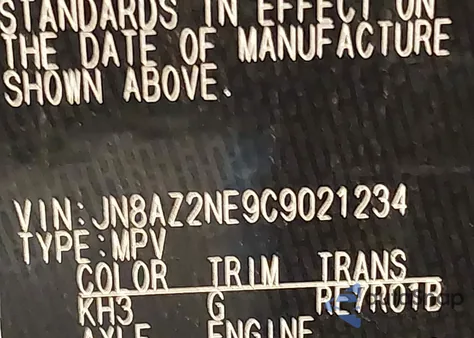 STANDARDS IN EFFECT ON
THE DATE OF MANUFACTURE
SHOWN ABOVE.
VIN:JN8AZ2NE9C9021234
TYPE:MPV
COLOR TRIM TRANS
KH3 G RE7R01B
AXLE ENGINE